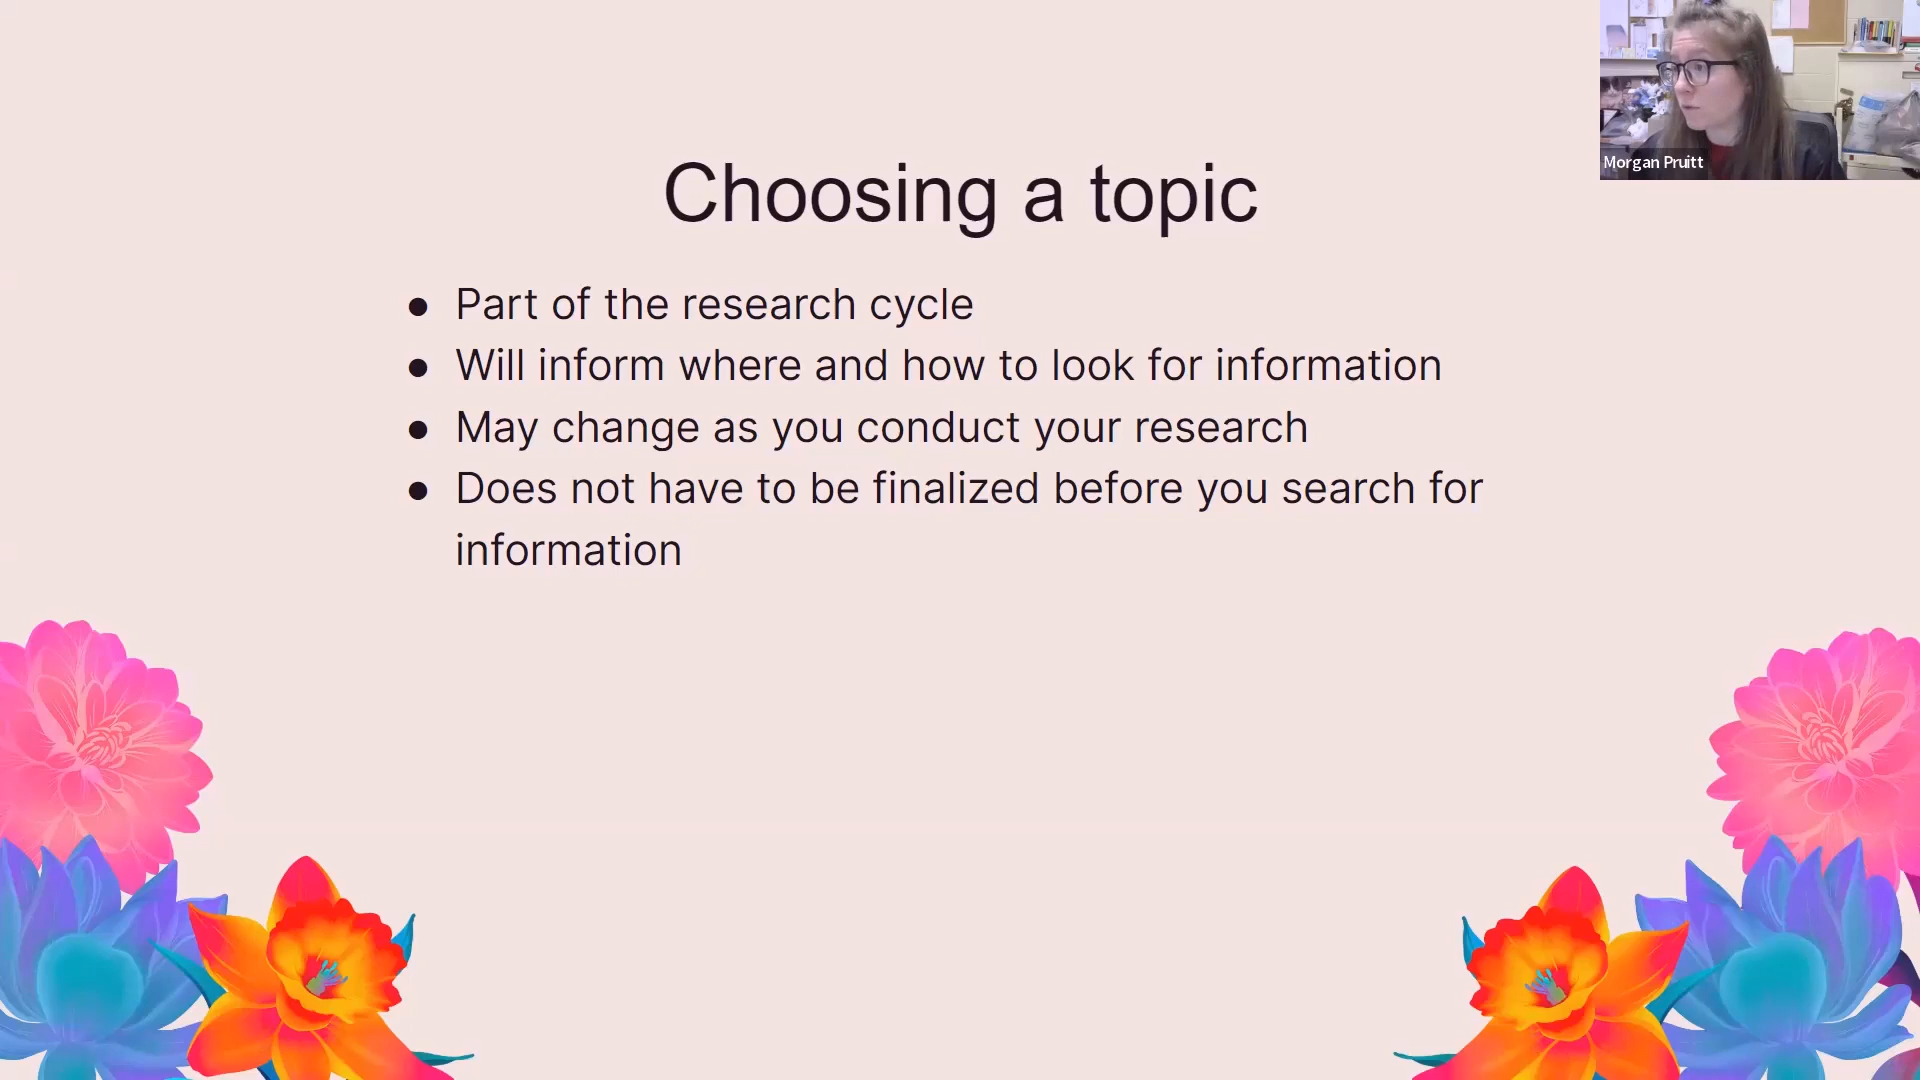 Choosing a topic
● Part of the research cycle
● Will inform where and how to look for information
● May change as you conduct your research
● Does not have to be finalized before you search for
information
Morgan Pruitt